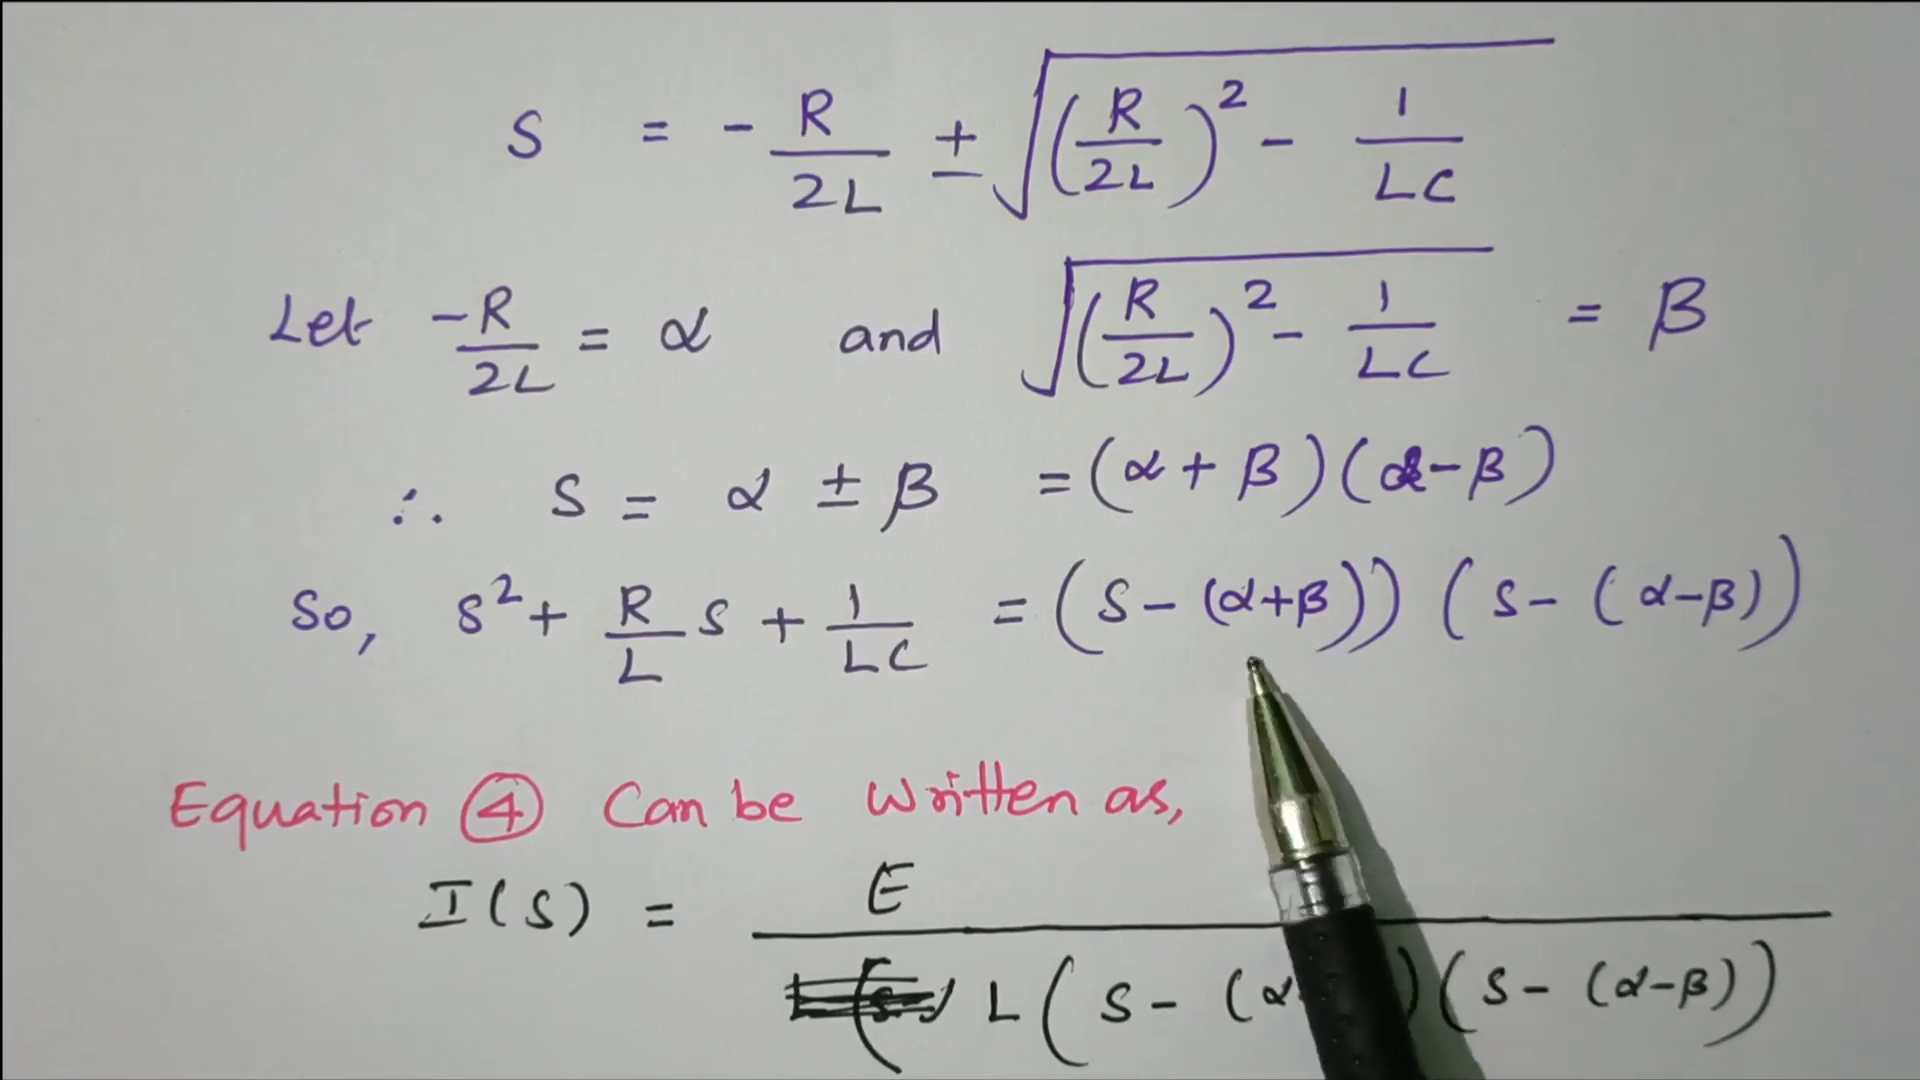 S = - R/2L ± √((R/2L)² - 1/LC)
Let -R/2L = α and √((R/2L)² - 1/LC) = β
∴ S = α ± β = (α + β)(α-β)
So, s² + R/L s + 1/LC = (S - (α+β)) (S - (α-β))
Equation ④ Can be written as,
I(S) = E / L(S - (α )(S - (α-β))